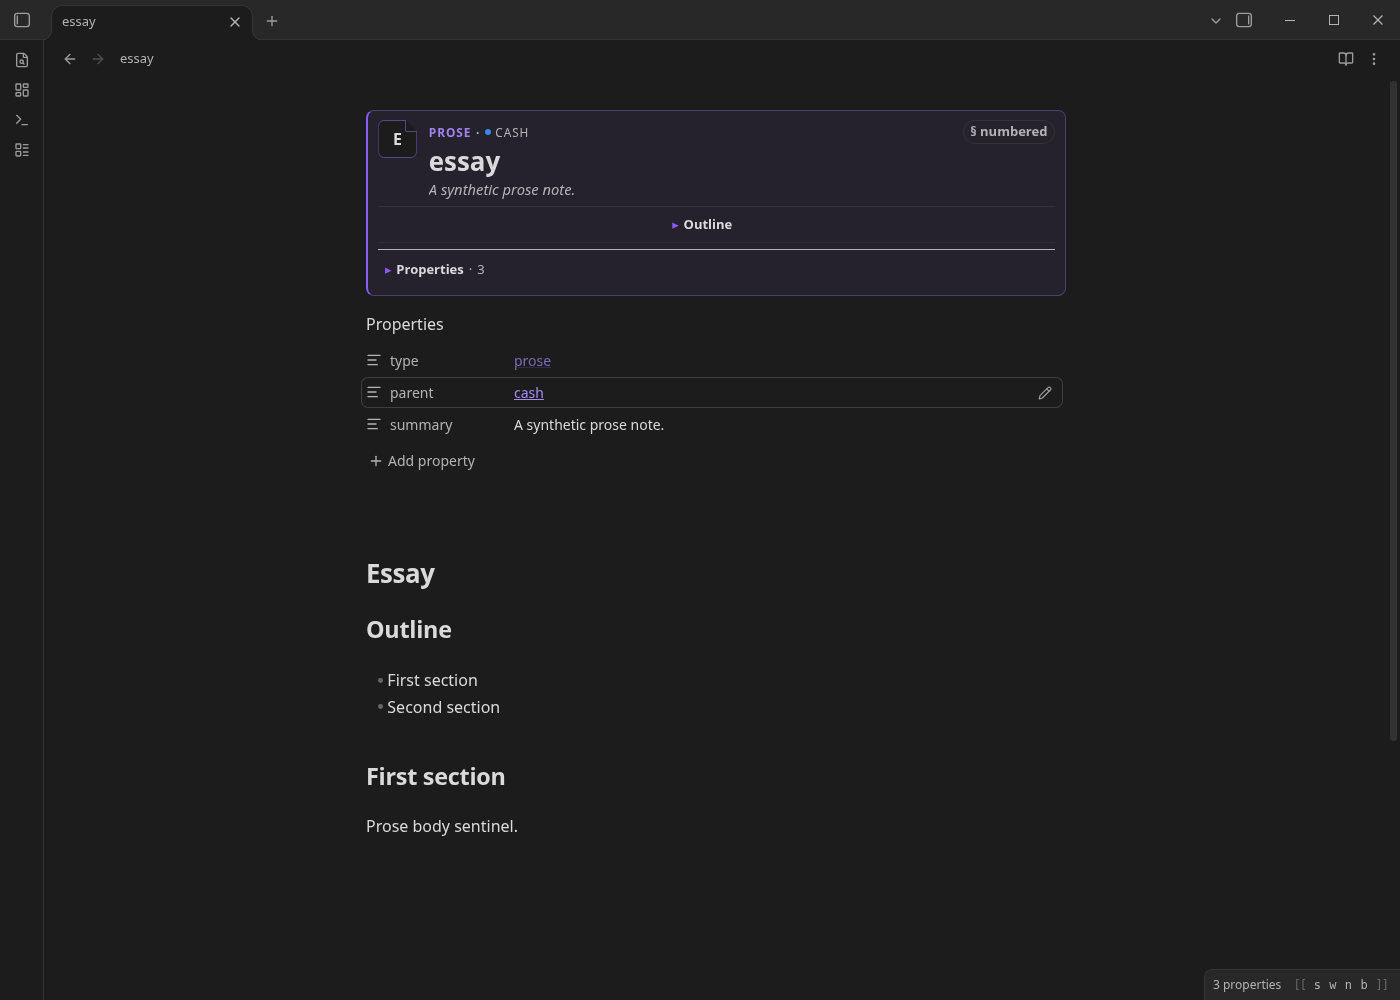 essay
essay
E
PROSE · CASH
§ numbered
essay
A synthetic prose note.
▸ Outline
▸ Properties · 3
Properties
type prose
parent cash
summary A synthetic prose note.
Add property
Essay
Outline
• First section
• Second section
First section
Prose body sentinel.
3 properties [[ s w n b ]]